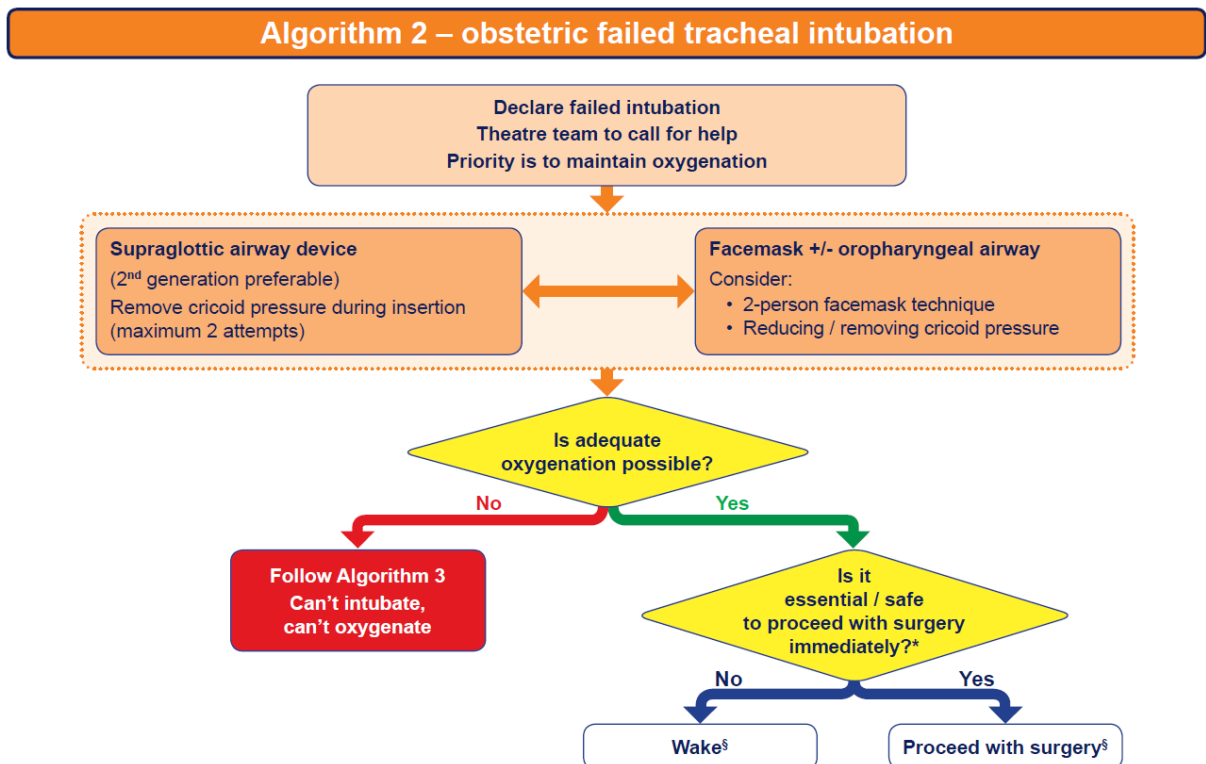 Algorithm 2 – obstetric failed tracheal intubation
Declare failed intubation
Theatre team to call for help
Priority is to maintain oxygenation
Supraglottic airway device
(2nd generation preferable)
Remove cricoid pressure during insertion
(maximum 2 attempts)
Facemask +/- oropharyngeal airway
Consider:
• 2-person facemask technique
• Reducing / removing cricoid pressure
Is adequate
oxygenation possible?
No
Yes
Follow Algorithm 3
Can’t intubate,
can’t oxygenate
Is it
essential / safe
to proceed with surgery
immediately?*
No
Yes
Wake§
Proceed with surgery§